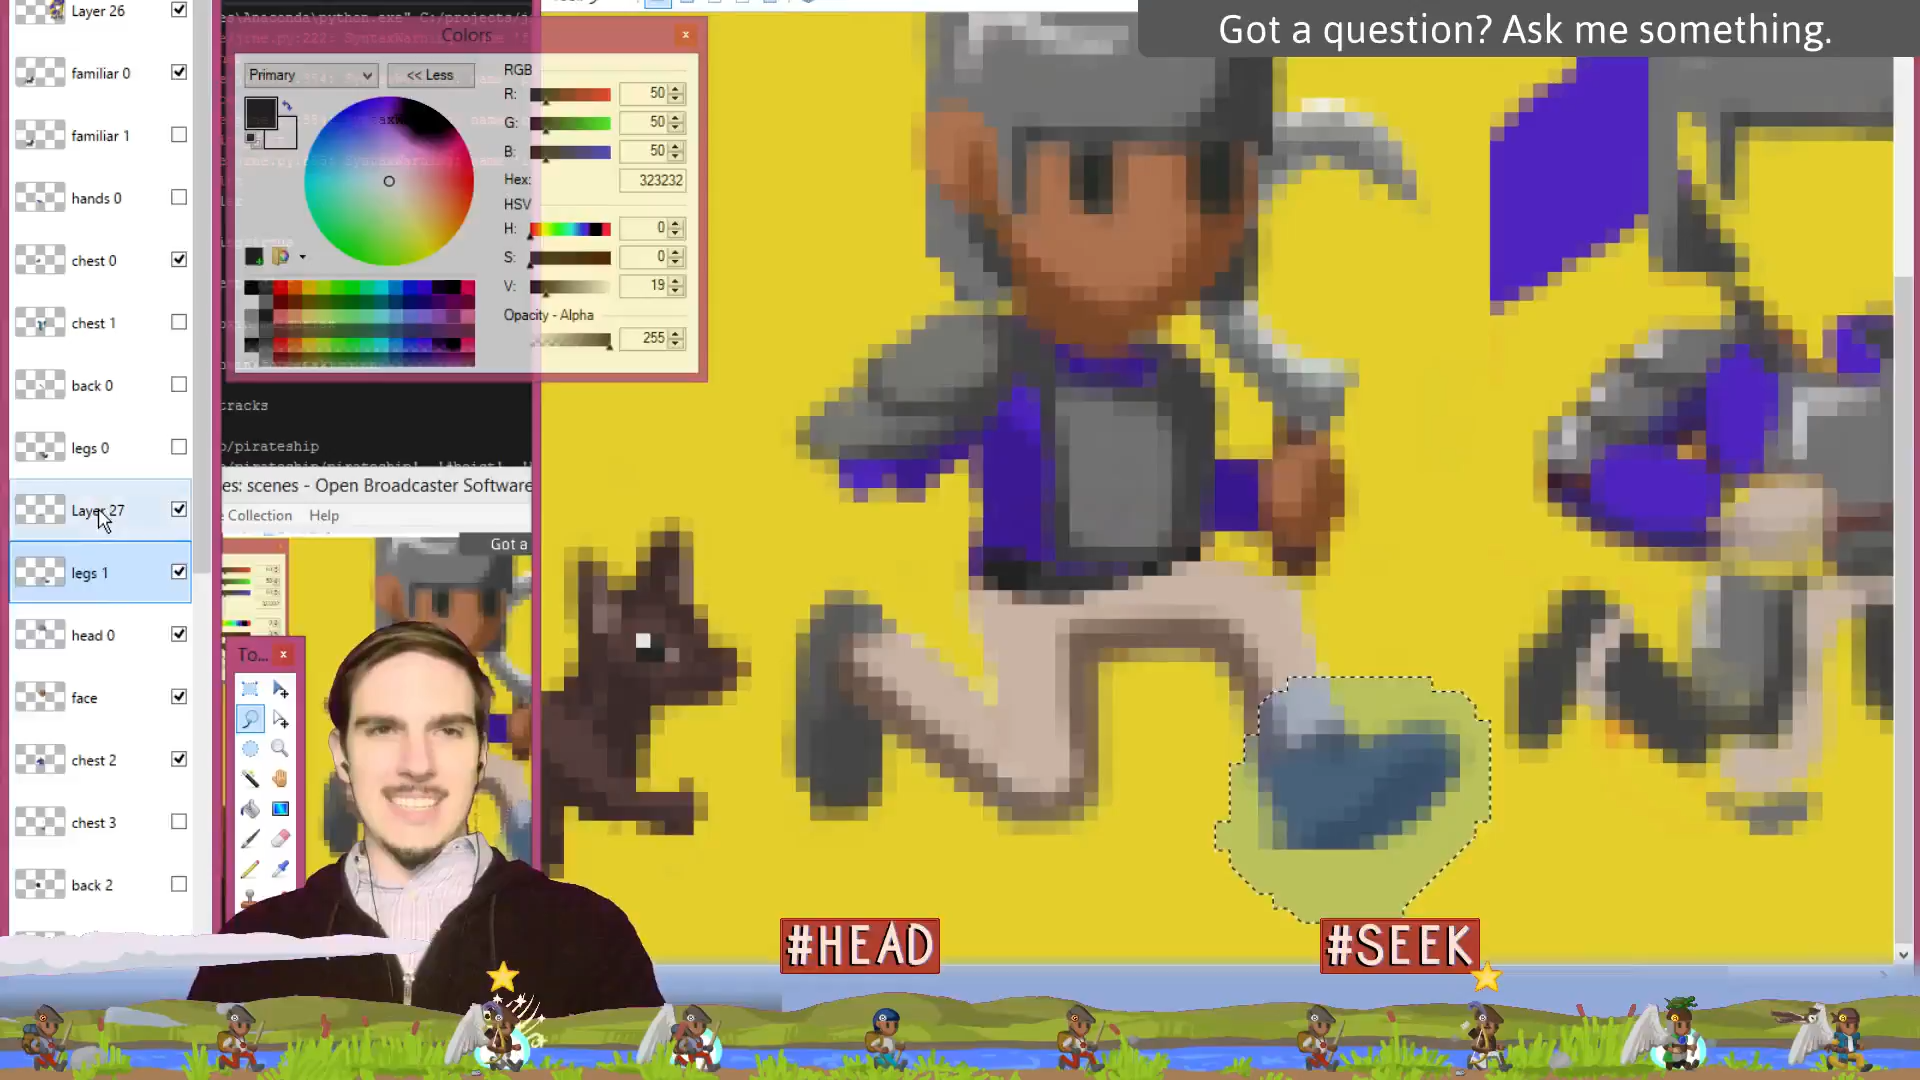 Got a question? Ask me something.
Layer 26
familiar 0
familiar 1
hands 0
chest 0
chest 1
back 0
legs 0
Layer 27
legs 1
head 0
face
chest 2
chest 3
back 2
Colors
Primary
<< Less
RGB
R: 50
G: 50
B: 50
Hex: 323232
HSV
H: 0
S: 0
V: 19
Opacity - Alpha
255
tracks
/pirateship
es: scenes - Open Broadcaster Software
Collection Help
Got a
To...
#HEAD
#SEEK